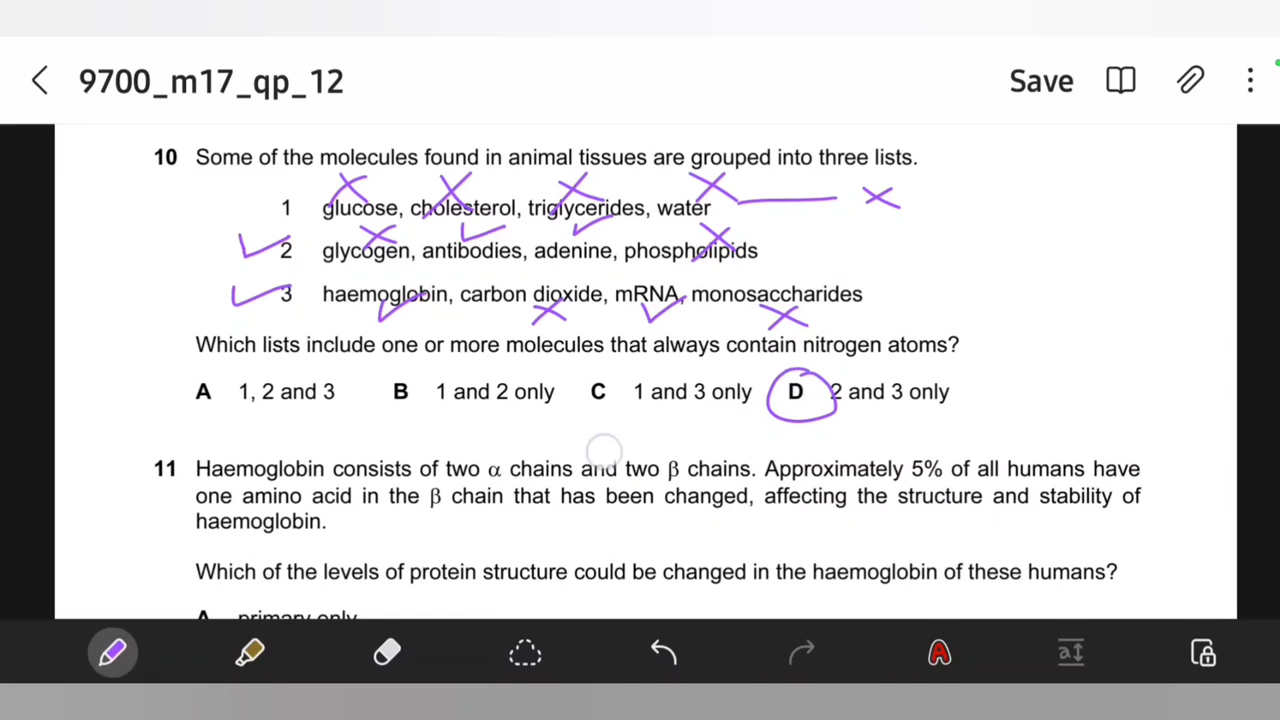 9700_m17_qp_12
Save
10 Some of the molecules found in animal tissues are grouped into three lists.
1 glucose, cholesterol, triglycerides, water
2 glycogen, antibodies, adenine, phospholipids
3 haemoglobin, carbon dioxide, mRNA, monosaccharides
Which lists include one or more molecules that always contain nitrogen atoms?
A 1, 2 and 3 B 1 and 2 only C 1 and 3 only D 2 and 3 only
11 Haemoglobin consists of two α chains and two β chains. Approximately 5% of all humans have
one amino acid in the β chain that has been changed, affecting the structure and stability of
haemoglobin.
Which of the levels of protein structure could be changed in the haemoglobin of these humans?
A primary only
A
a